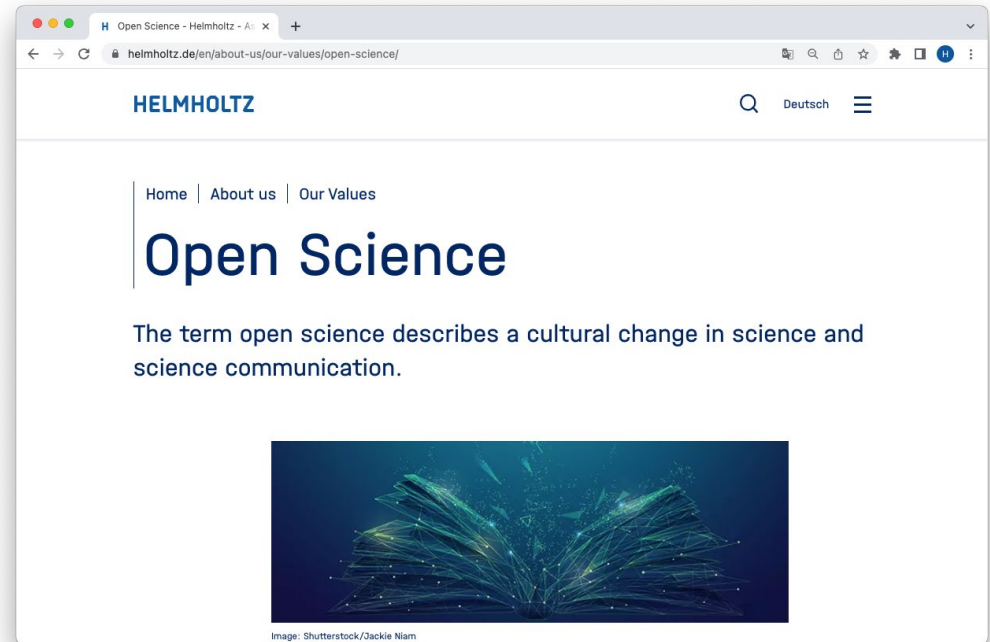 H Open Science - Helmholtz - As
helmholtz.de/en/about-us/our-values/open-science/
H
HELMHOLTZ
Deutsch
Home | About us | Our Values
Open Science
The term open science describes a cultural change in science and
science communication.
Image: Shutterstock/Jackie Niam